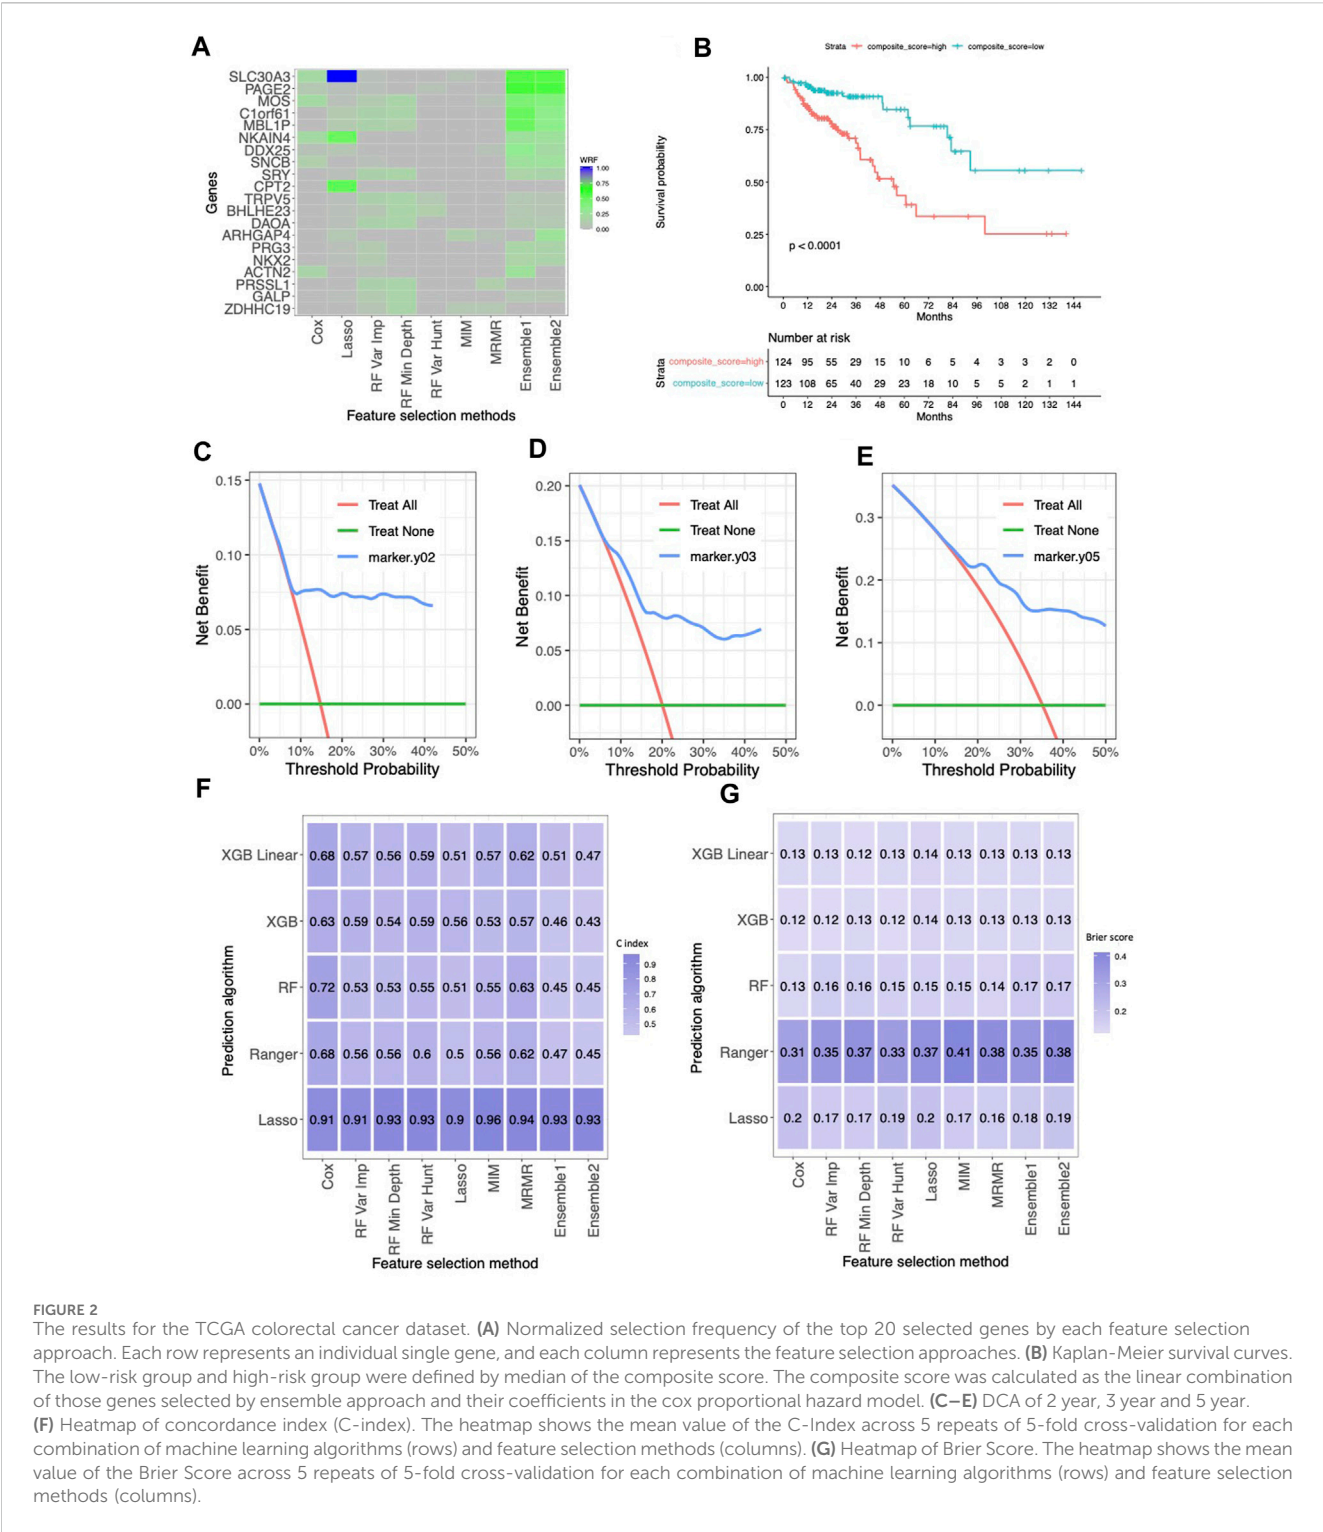 A
SLC30A3
PAGE2
MOS
C1orf61
MBL1P
NKAIN4
DDX25
SNCB
SRY
CPT2
TRPV5
BHLHE23
DAOA
ARHGAP4
PRG3
NKX2
ACTN2
PRSSL1
GALP
ZDHHC19
Genes
Cox
Lasso
RF Var Imp
RF Min Depth
RF Var Hunt
MIM
MRMR
Ensemble1
Ensemble2
Feature selection methods
WRF
1.00
0.75
0.50
0.25
0.00
B
Strata composite_score=high composite_score=low
1.00
0.75
0.50
0.25
0.00
Survival probability
p < 0.0001
0 12 24 36 48 60 72 84 96 108 120 132 144
Months
Number at risk
Strata
composite_score=high 124 95 55 29 15 10 6 5 4 3 3 2 0
composite_score=low 123 108 65 40 29 23 18 10 5 5 2 1 1
0 12 24 36 48 60 72 84 96 108 120 132 144
Months
C
0.15
0.10
0.05
0.00
Net Benefit
Treat All
Treat None
marker.y02
0% 10% 20% 30% 40% 50%
Threshold Probability
D
0.20
0.15
0.10
0.05
0.00
Net Benefit
Treat All
Treat None
marker.y03
0% 10% 20% 30% 40% 50%
Threshold Probability
E
0.3
0.2
0.1
0.0
Net Benefit
Treat All
Treat None
marker.y05
0% 10% 20% 30% 40% 50%
Threshold Probability
F
Prediction algorithm
XGB Linear 0.68 0.57 0.56 0.59 0.51 0.57 0.62 0.51 0.47
XGB 0.63 0.59 0.54 0.59 0.56 0.53 0.57 0.46 0.43
RF 0.72 0.53 0.53 0.55 0.51 0.55 0.63 0.45 0.45
Ranger 0.68 0.56 0.56 0.6 0.5 0.56 0.62 0.47 0.45
Lasso 0.91 0.91 0.93 0.93 0.9 0.96 0.94 0.93 0.93
Cox
RF Var Imp
RF Min Depth
RF Var Hunt
Lasso
MIM
MRMR
Ensemble1
Ensemble2
Feature selection method
C index
0.9
0.8
0.7
0.6
0.5
G
Prediction algorithm
XGB Linear 0.13 0.13 0.12 0.13 0.14 0.13 0.13 0.13 0.13
XGB 0.12 0.12 0.13 0.12 0.14 0.13 0.13 0.13 0.13
RF 0.13 0.16 0.16 0.15 0.15 0.15 0.14 0.17 0.17
Ranger 0.31 0.35 0.37 0.33 0.37 0.41 0.38 0.35 0.38
Lasso 0.2 0.17 0.17 0.19 0.2 0.17 0.16 0.18 0.19
Cox
RF Var Imp
RF Min Depth
RF Var Hunt
Lasso
MIM
MRMR
Ensemble1
Ensemble2
Feature selection method
Brier score
0.4
0.3
0.2
FIGURE 2
The results for the TCGA colorectal cancer dataset. (A) Normalized selection frequency of the top 20 selected genes by each feature selection
approach. Each row represents an individual single gene, and each column represents the feature selection approaches. (B) Kaplan-Meier survival curves.
The low-risk group and high-risk group were defined by median of the composite score. The composite score was calculated as the linear combination
of those genes selected by ensemble approach and their coefficients in the cox proportional hazard model. (C–E) DCA of 2 year, 3 year and 5 year.
(F) Heatmap of concordance index (C-index). The heatmap shows the mean value of the C-Index across 5 repeats of 5-fold cross-validation for each
combination of machine learning algorithms (rows) and feature selection methods (columns). (G) Heatmap of Brier Score. The heatmap shows the mean
value of the Brier Score across 5 repeats of 5-fold cross-validation for each combination of machine learning algorithms (rows) and feature selection
methods (columns).